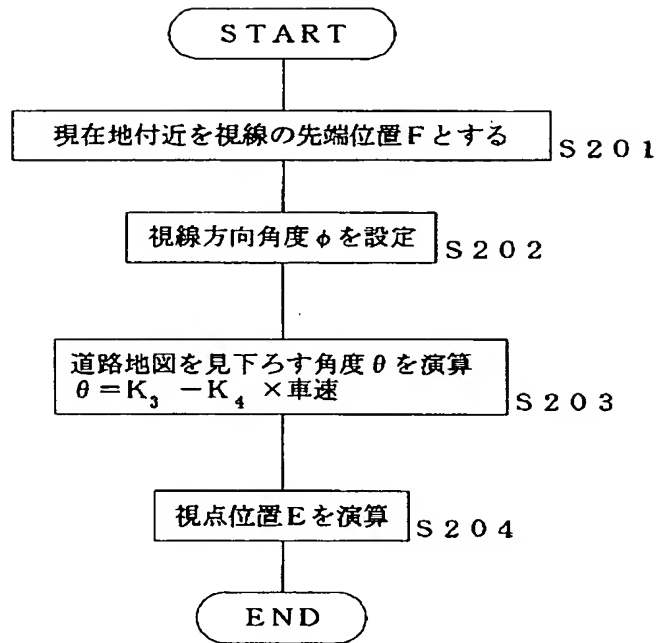 START
現在地付近を視線の先端位置Fとする
S201
視線方向角度φを設定
S202
道路地図を見下ろす角度θを演算
θ=K₃ -K₄ ×車速
S203
視点位置Eを演算
S204
END